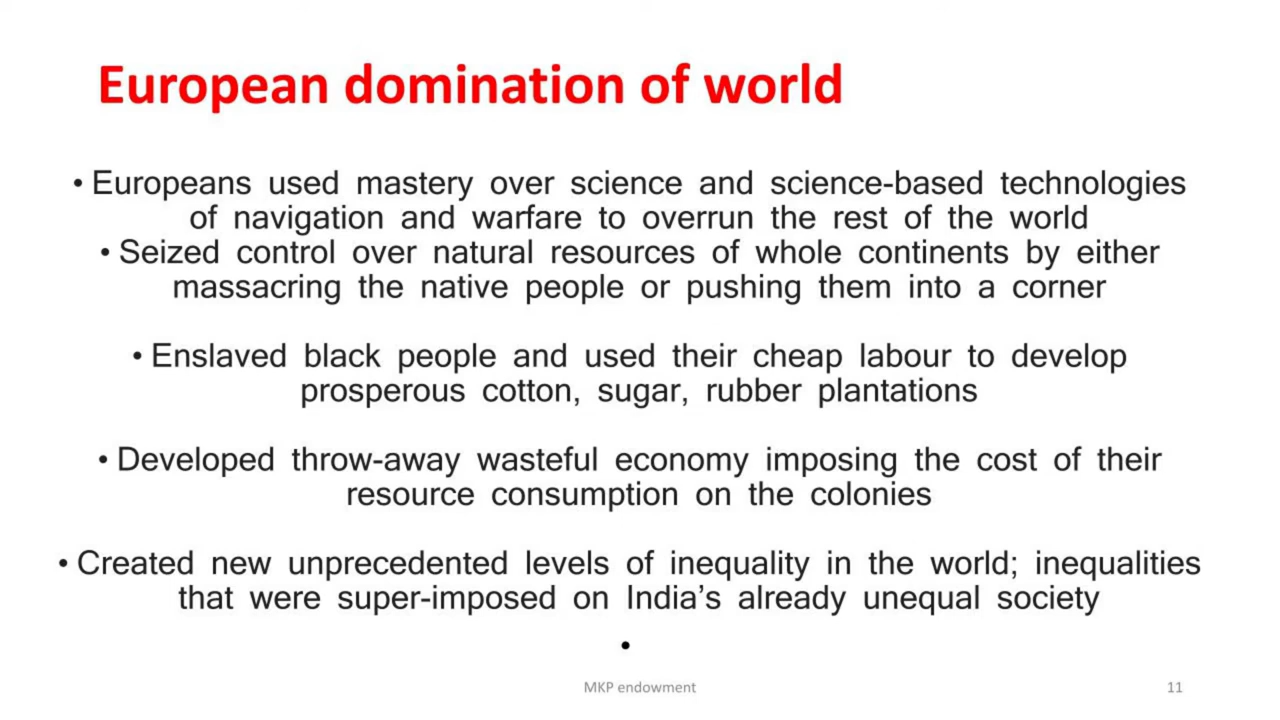 European domination of world
• Europeans used mastery over science and science-based technologies
of navigation and warfare to overrun the rest of the world
• Seized control over natural resources of whole continents by either
massacring the native people or pushing them into a corner
• Enslaved black people and used their cheap labour to develop
prosperous cotton, sugar, rubber plantations
• Developed throw-away wasteful economy imposing the cost of their
resource consumption on the colonies
• Created new unprecedented levels of inequality in the world; inequalities
that were super-imposed on India’s already unequal society
•
MKP endowment
11